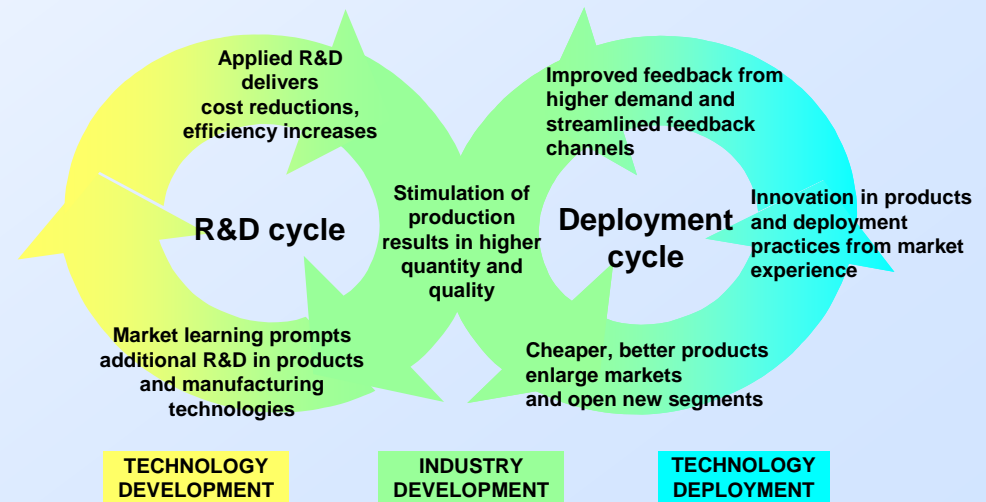 Applied R&D
delivers
cost reductions,
efficiency increases
Improved feedback from
higher demand and
streamlined feedback
channels
R&D cycle
Stimulation of
production
results in higher
quantity and
quality
Deployment
cycle
Innovation in products
and deployment
practices from market
experience
Market learning prompts
additional R&D in products
and manufacturing
technologies
Cheaper, better products
enlarge markets
and open new segments
TECHNOLOGY
DEVELOPMENT
INDUSTRY
DEVELOPMENT
TECHNOLOGY
DEPLOYMENT